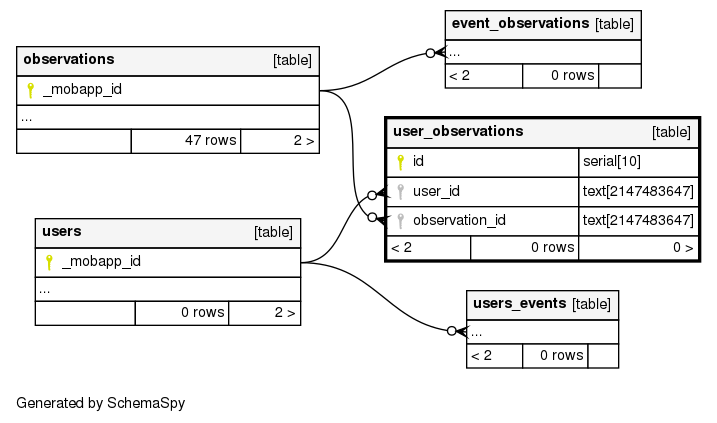 observations [table]
_mobapp_id
...
47 rows 2 >
event_observations [table]
...
< 2 0 rows
user_observations [table]
id serial[10]
user_id text[2147483647]
observation_id text[2147483647]
< 2 0 rows 0 >
users [table]
_mobapp_id
...
0 rows 2 >
users_events [table]
...
< 2 0 rows
Generated by SchemaSpy